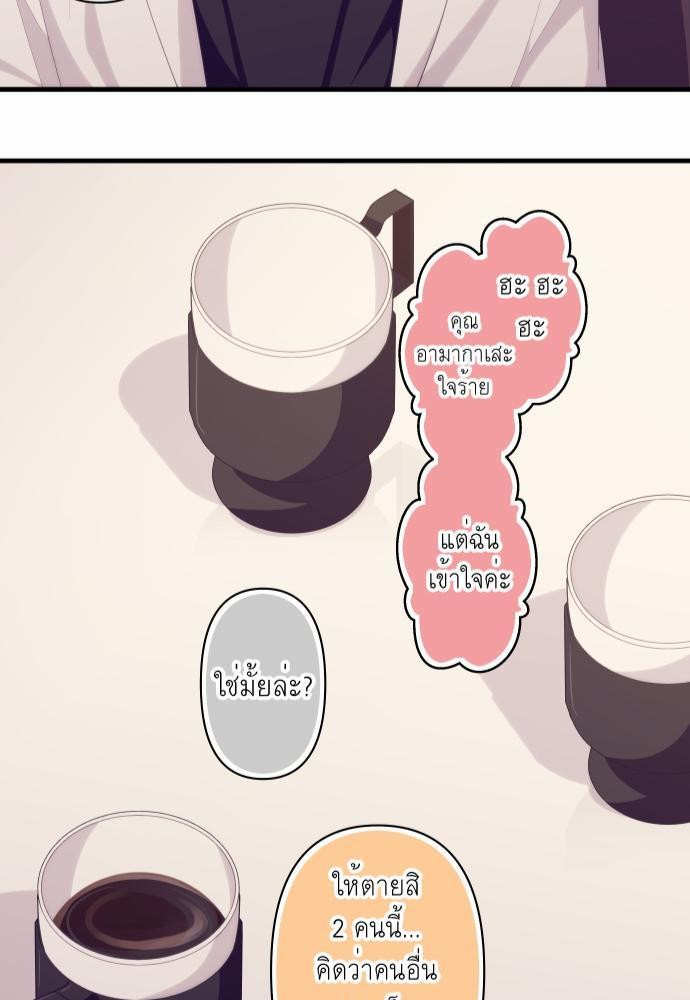 ฮะ ฮะ
ฮะ
คุณ
อามากาเสะ
ใจร้าย
แต่ฉัน
เข้าใจค่ะ
ใช่มั้ยล่ะ?
ให้ตายสิ
2 คนนี้...
คิดว่าคนอื่น